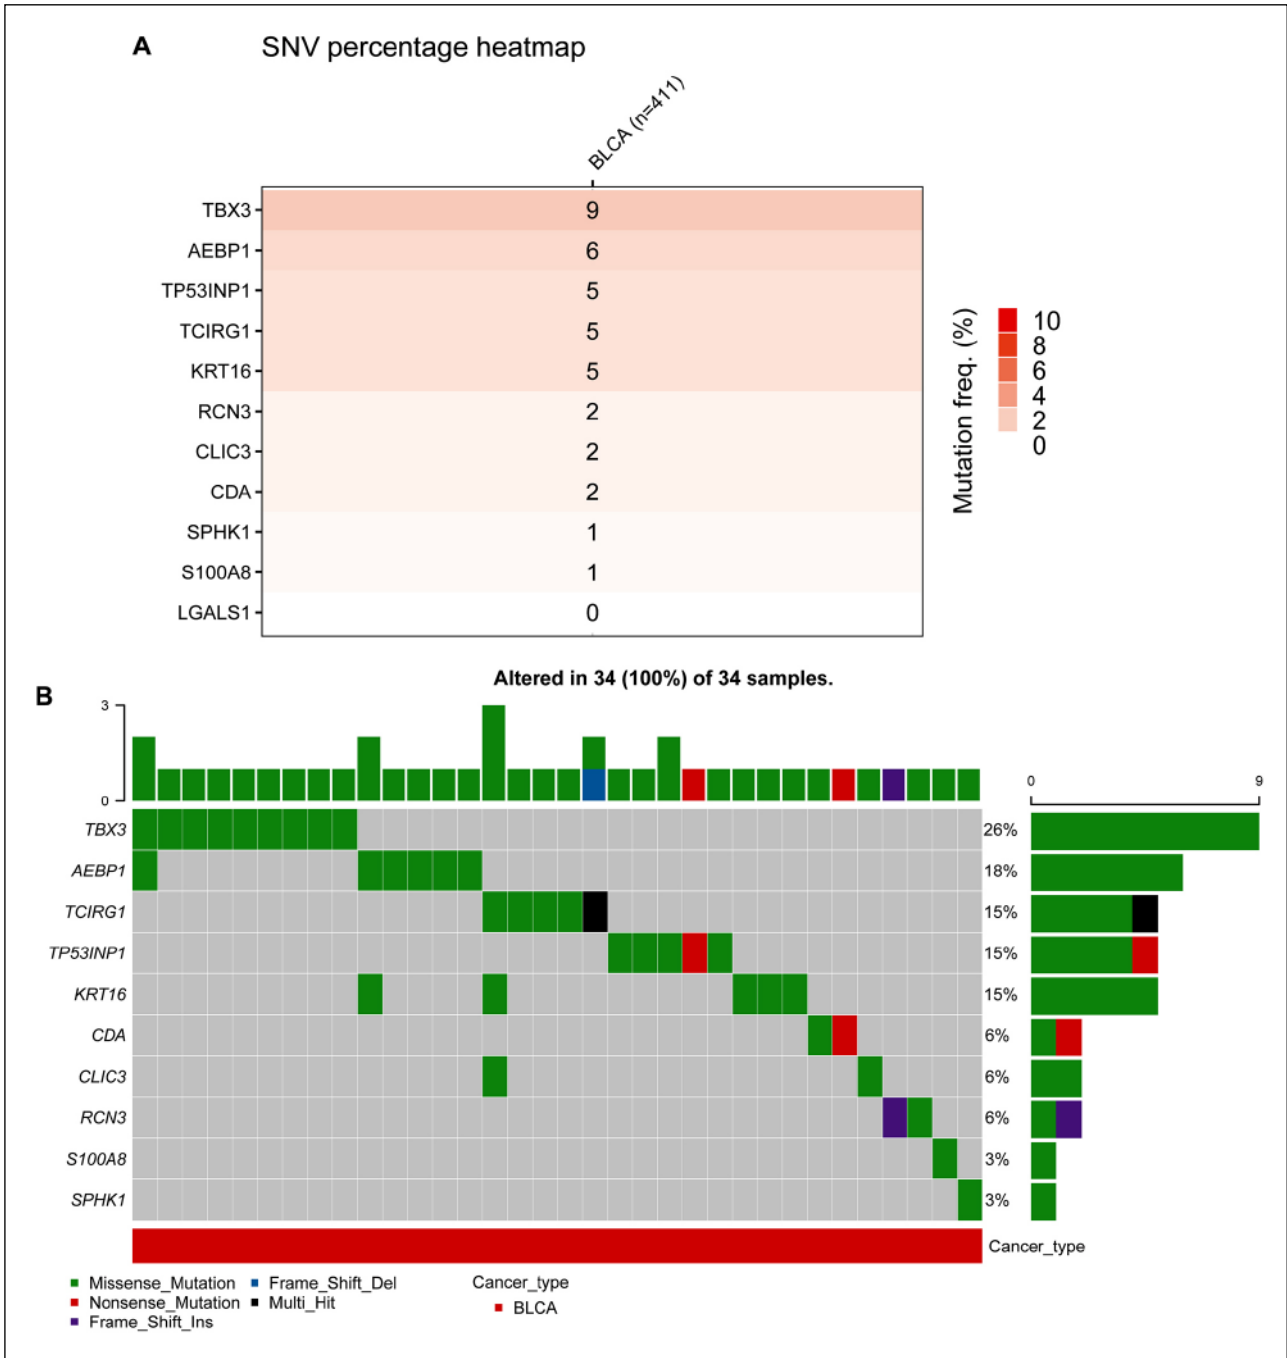 A SNV percentage heatmap
BLCA (n=411)
TBX3 9
AEBP1 6
TP53INP1 5
TCIRG1 5
KRT16 5
RCN3 2
CLIC3 2
CDA 2
SPHK1 1
S100A8 1
LGALS1 0
Mutation freq. (%)
10
8
6
4
2
0
B
Altered in 34 (100%) of 34 samples.
3
0
0 9
TBX3 26%
AEBP1 18%
TCIRG1 15%
TP53INP1 15%
KRT16 15%
CDA 6%
CLIC3 6%
RCN3 6%
S100A8 3%
SPHK1 3%
Cancer_type
Missense_Mutation Frame_Shift_Del Cancer_type
Nonsense_Mutation Multi_Hit BLCA
Frame_Shift_Ins